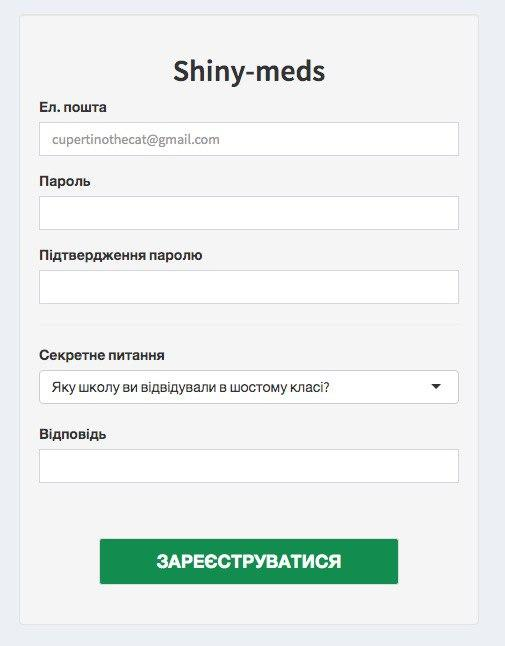 Shiny-meds
Ел. пошта
cupertinothecat@gmail.com
Пароль
Підтвердження паролю
Секретне питання
Яку школу ви відвідували в шостому класі?
Відповідь
ЗАРЕЄСТРУВАТИСЯ